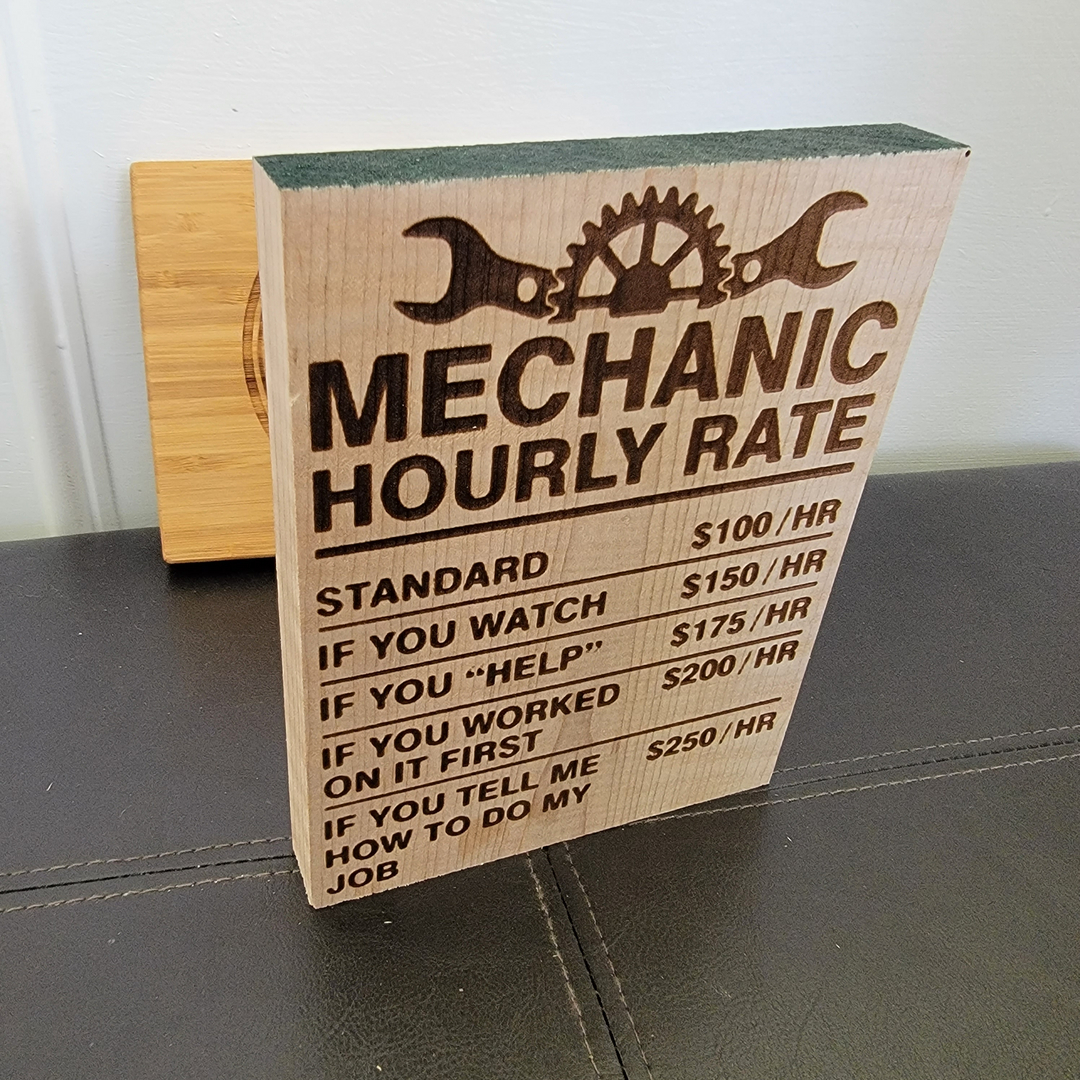 MECHANIC
HOURLY RATE
STANDARD $100/HR
IF YOU WATCH $150/HR
IF YOU “HELP” $175/HR
IF YOU WORKED $200/HR
ON IT FIRST
IF YOU TELL ME $250/HR
HOW TO DO MY
JOB